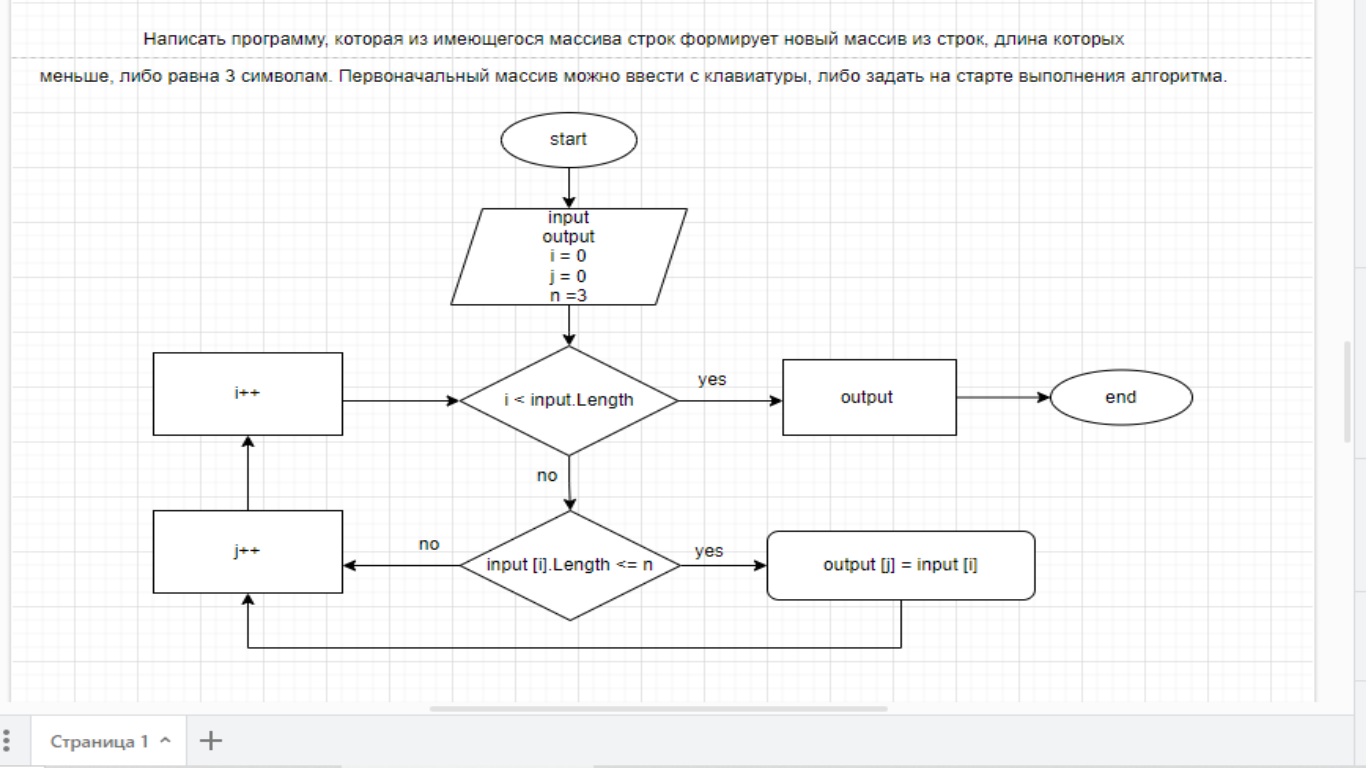 Написать программу, которая из имеющегося массива строк формирует новый массив из строк, длина которых
меньше, либо равна 3 символам. Первоначальный массив можно ввести с клавиатуры, либо задать на старте выполнения алгоритма.
start
input
output
i = 0
j = 0
n =3
i++
i < input.Length
yes
output
end
no
j++
no
input [i].Length <= n
yes
output [j] = input [i]
Страница 1